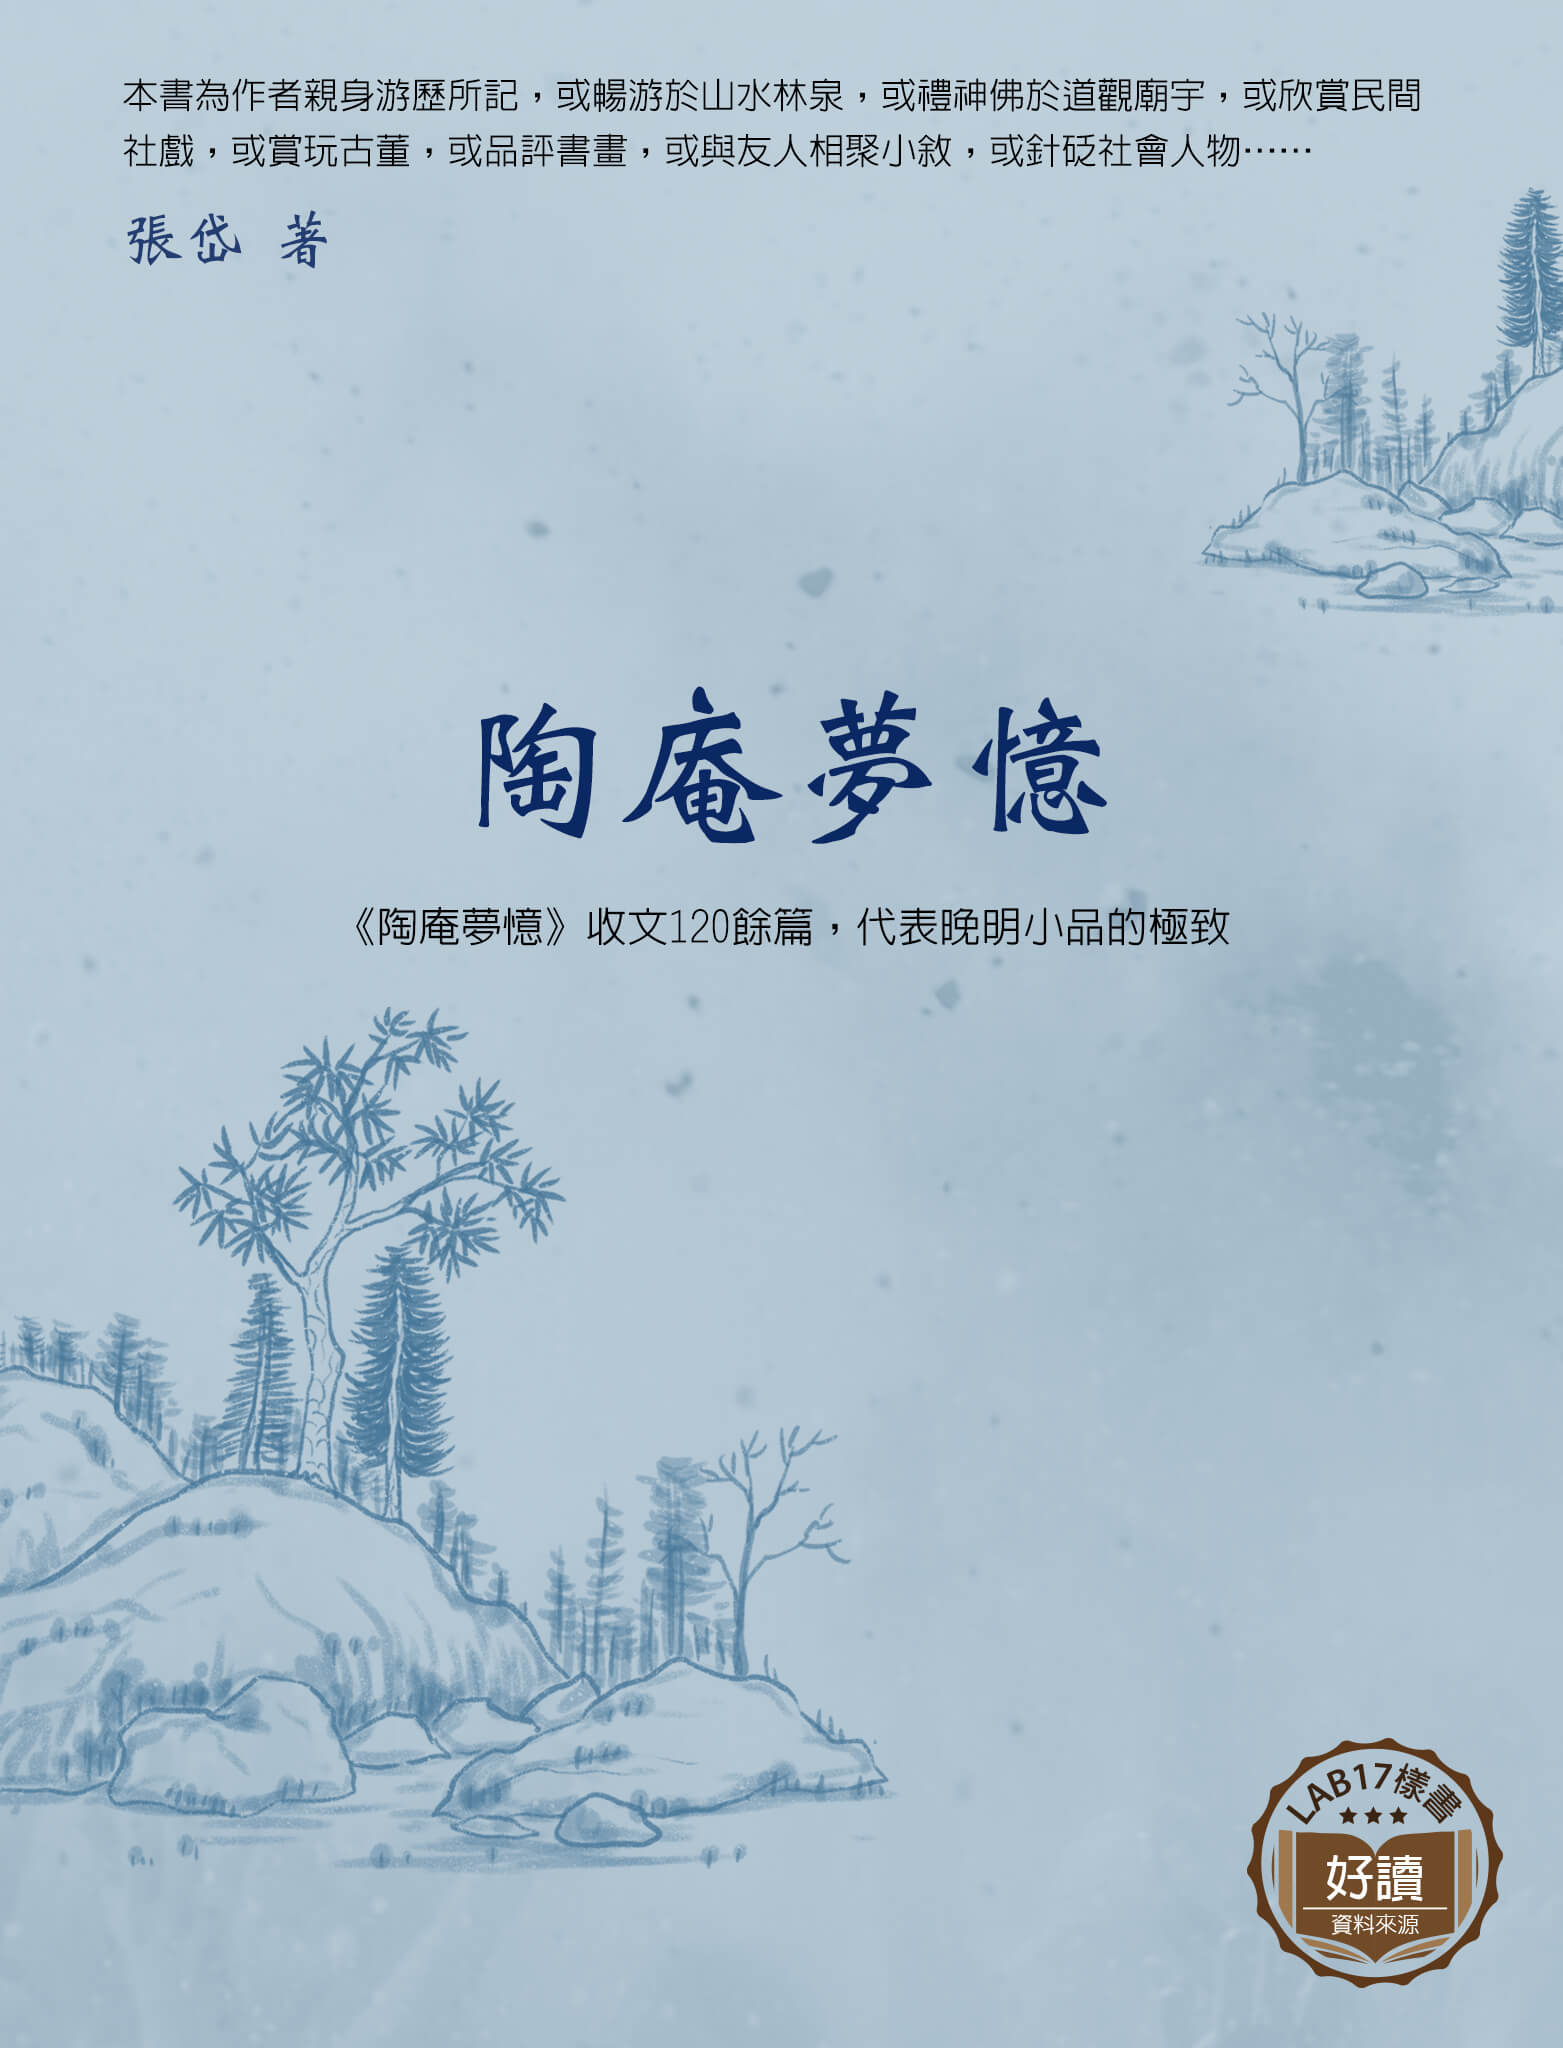 本書為作者親身游歷所記，或暢游於山水林泉，或禮神佛於道觀廟宇，或欣賞民間
社戲，或賞玩古董，或品評書畫，或與友人相聚小敘，或針砭社會人物……
張岱 著
陶庵夢憶
《陶庵夢憶》收文120餘篇，代表晚明小品的極致
LAB17樣書
好讀
資料來源